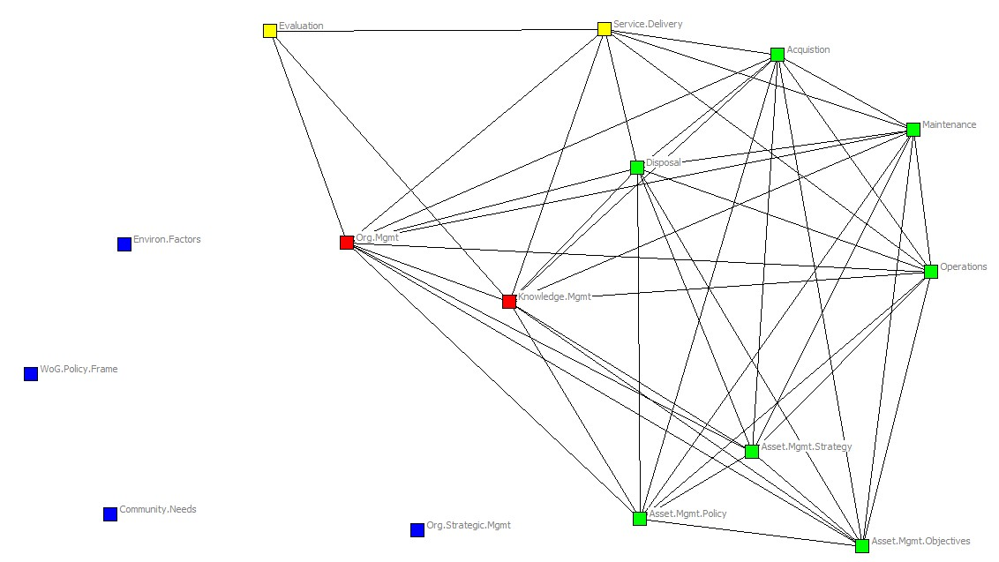 Evaluation
Service.Delivery
Acquistion
Maintenance
Disposal
Org.Mgmt
Environ.Factors
Operations
Knowledge.Mgmt
WoG.Policy.Frame
Asset.Mgmt.Strategy
Community.Needs
Asset.Mgmt.Policy
Org.Strategic.Mgmt
Asset.Mgmt.Objectives